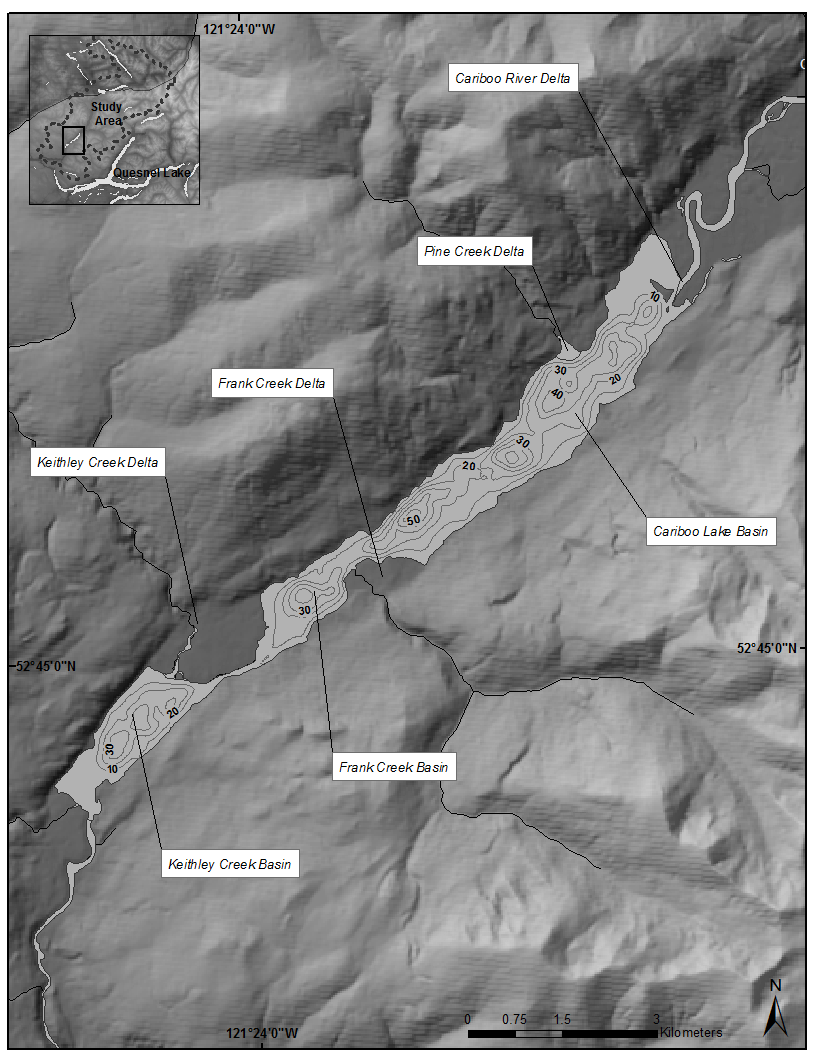 121°24'0"W
Study
Area
Quesnel Lake
Cariboo River Delta
Pine Creek Delta
10
30
20
40
Frank Creek Delta
30
20
Keithley Creek Delta
50
Cariboo Lake Basin
30
52°45'0"N
52°45'0"N
20
30
10
Frank Creek Basin
Keithley Creek Basin
N
0 0.75 1.5 3
Kilometers
121°24'0"W